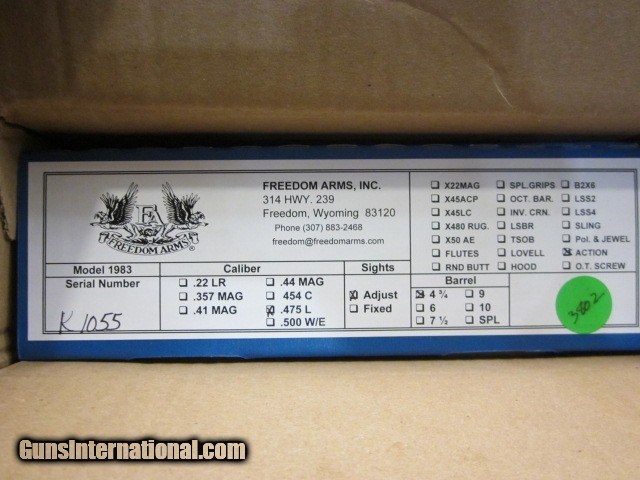 FA
FREEDOM ARMS
FREEDOM ARMS, INC.
314 HWY. 239
Freedom, Wyoming 83120
Phone (307) 883-2468
freedom@freedomarms.com
X22MAG SPL.GRIPS B2X6
X45ACP OCT. BAR. LSS2
X45LC INV. CRN. LSS4
X480 RUG. LSBR SLING
X50 AE TSOB Pol. & JEWEL
FLUTES LOVELL ACTION
RND BUTT HOOD O.T. SCREW
Model 1983 Caliber Sights Barrel
Serial Number
.22 LR .44 MAG
.357 MAG 454 C
.41 MAG .475 L
.500 W/E
Adjust
Fixed
4 ¾ 9
6 10
7 ½ SPL
K1055
3802
GunsInternational.com